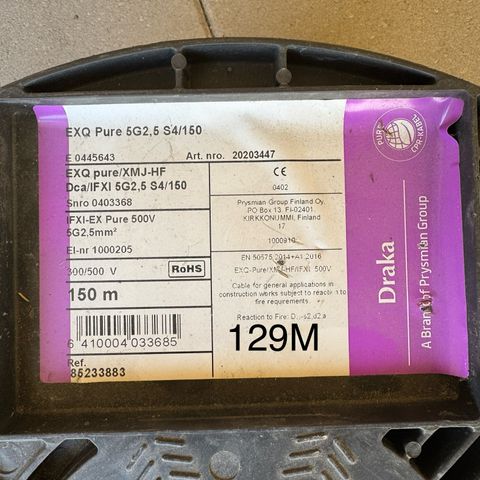 EXQ Pure 5G2,5 S4/150
E 0445643
Art. nro. 20203447
EXQ pure/XMJ-HF
Dca/IFXI 5G2,5 S4/150
Snro 0403368
IFXI-EX Pure 500V
5G2.5mm²
El-nr 1000205
300/500 V
RoHS
150 m
6 410004 033685
Ref.
85233883
CE
0402
Prysmian Group Finland Oy,
PO Box 13, FI-02401
KIRKKONUMMI, Finland
17
1000910
EN 50575:2014+A1:2016
EXQ-Pure/XMJ-HF/IFXI 500V
Cable for general applications in
construction works subject to reaction to
fire requirements
Reaction to Fire:
129M
PURE
CPR-KABEL
Draka
A Brand of Prysmian Group